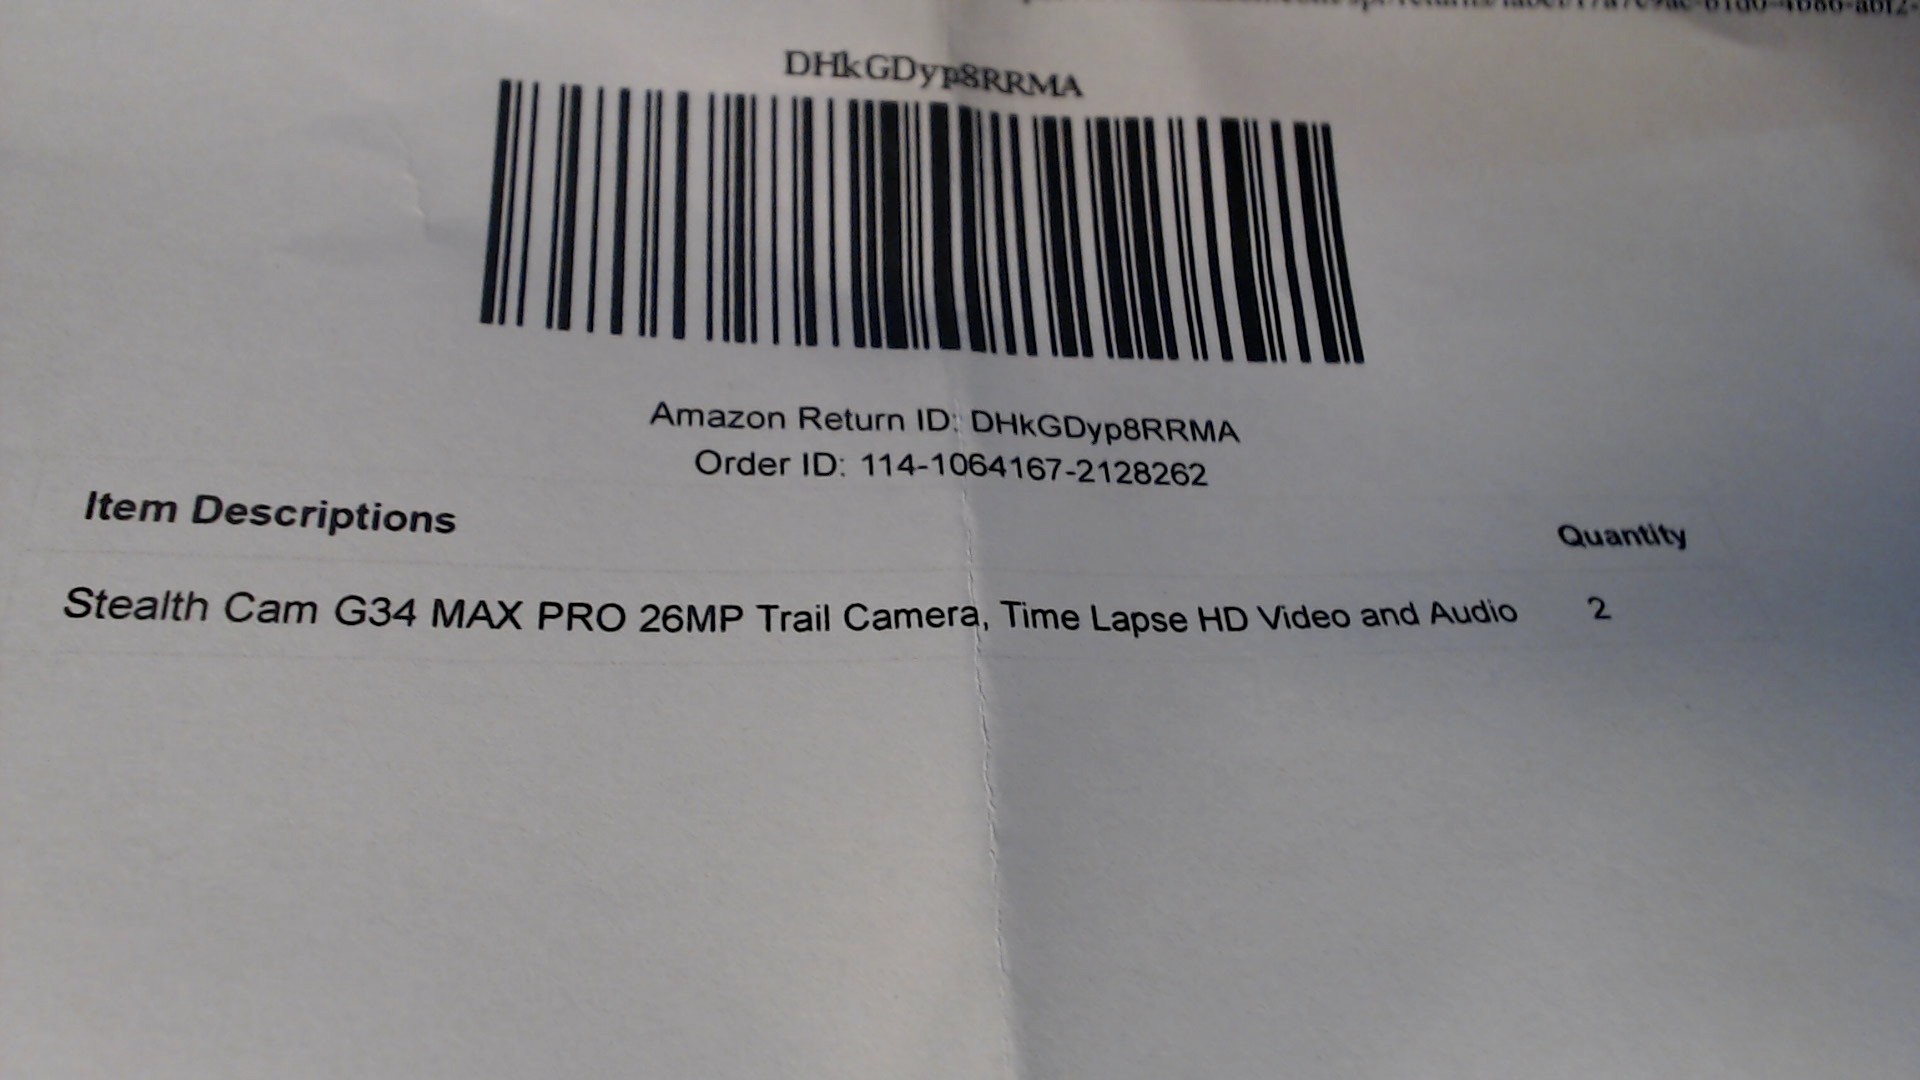 DHkGDyp8RRMA
Amazon Return ID: DHkGDyp8RRMA
Order ID: 114-1064167-2128262
Item Descriptions
Quantity
Stealth Cam G34 MAX PRO 26MP Trail Camera, Time Lapse HD Video and Audio 2